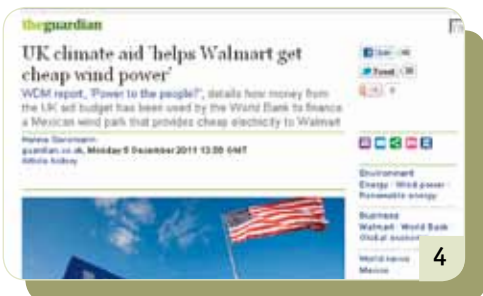 theguardian
UK climate aid 'helps Walmart get
cheap wind power'
WDM report, 'Power to the people?', details how money from
the UK aid budget has been used by the World Bank to finance
a Mexican wind park that provides cheap electricity to Walmart
guardian.co.uk, Monday 5 December 2011 13.00 GMT
Article history
Tweet
Environment
Energy · Wind power ·
Renewable energy
Business
Walmart · World Bank
Global economy
World news
Mexico
4